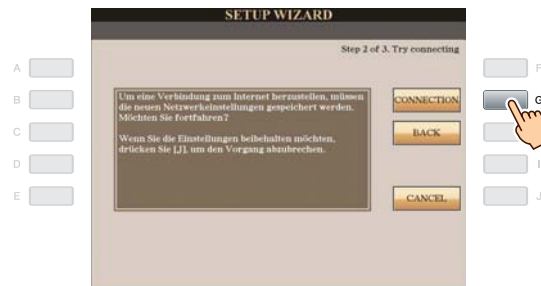 SETUP WIZARD
Step 2 of 3. Try connecting
A
B
C
D
E
Um eine Verbindung zum Internet herzustellen, müssen
die neuen Netzwerkeinstellungen gespeichert werden.
Möchten Sie fortfahren?
Wenn Sie die Einstellungen beibehalten möchten,
drücken Sie [J], um den Vorgang abzubrechen.
CONNECTION
BACK
CANCEL
F
G
I
J